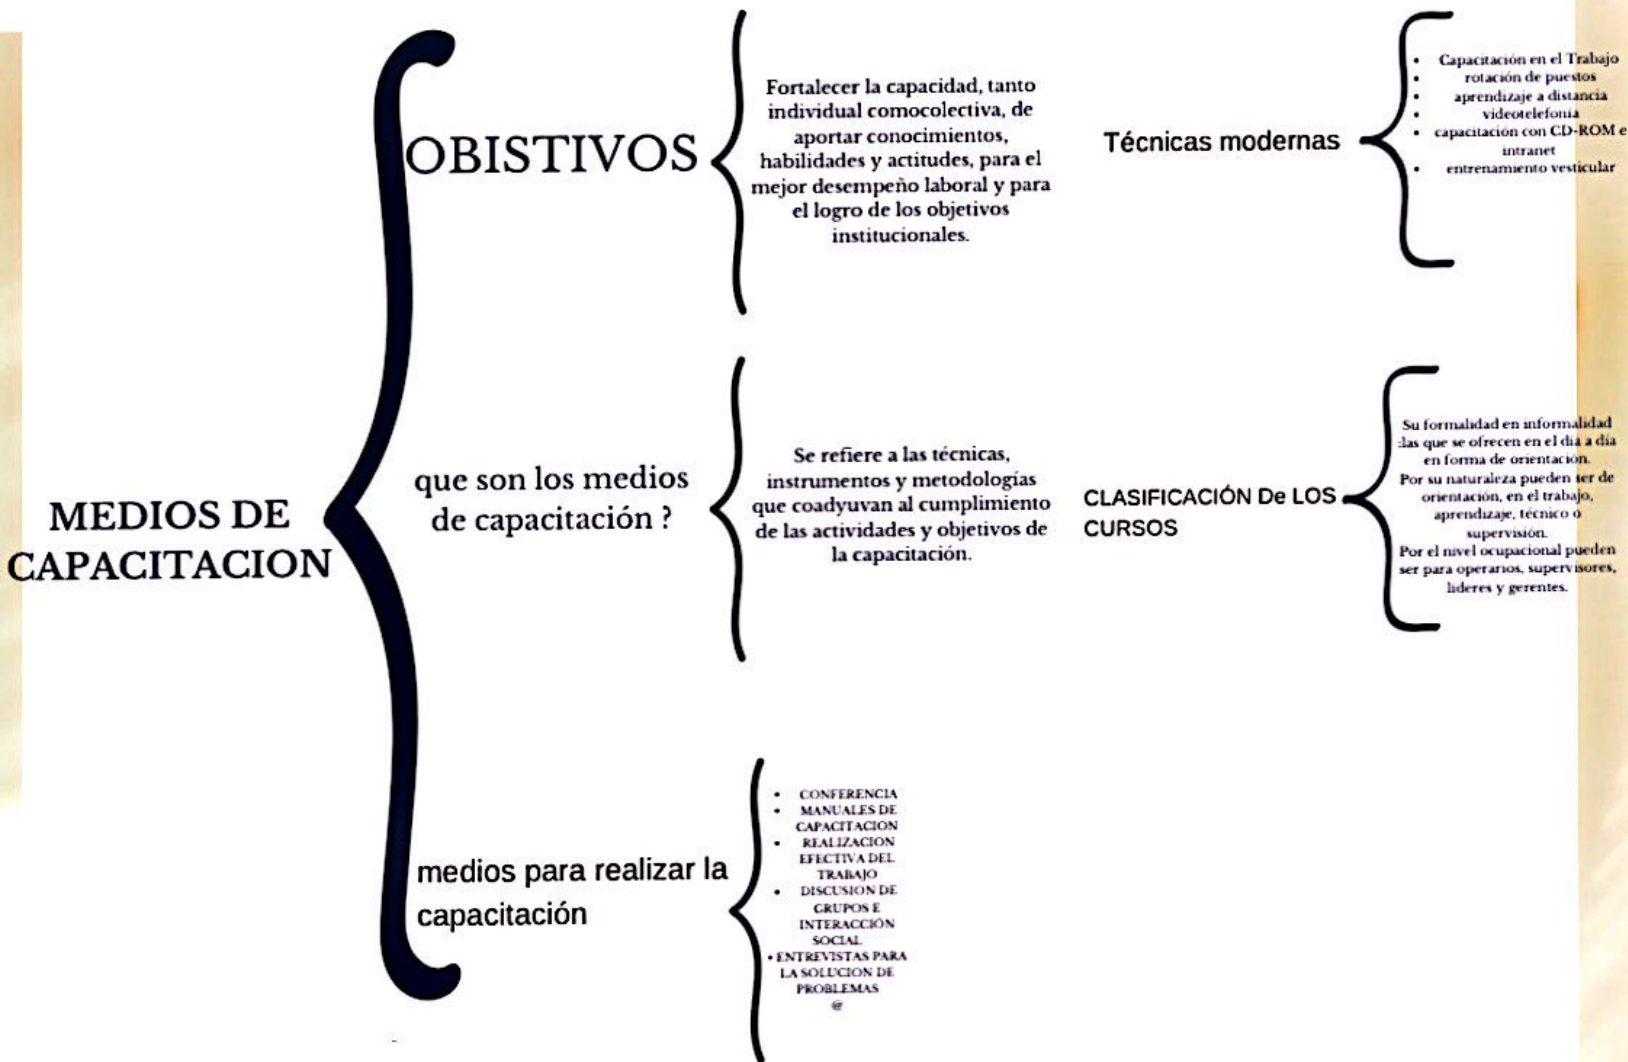 MEDIOS DE
CAPACITACION
OBISTIVOS
Fortalecer la capacidad, tanto
individual comocolectiva, de
aportar conocimientos,
habilidades y actitudes, para el
mejor desempeño laboral y para
el logro de los objetivos
institucionales.
Técnicas modernas
• Capacitación en el Trabajo
• rotación de puestos
• aprendizaje a distancia
• videotelefonía
• capacitación con CD-ROM e
intranet
• entrenamiento vesticular
que son los medios
de capacitación ?
Se refiere a las técnicas,
instrumentos y metodologías
que coadyuvan al cumplimiento
de las actividades y objetivos de
la capacitación.
CLASIFICACIÓN De LOS
CURSOS
Su formalidad en informalidad
:las que se ofrecen en el día a día
en forma de orientación.
Por su naturaleza pueden ser de
orientación, en el trabajo,
aprendizaje, técnico o
supervisión.
Por el nivel ocupacional pueden
ser para operarios, supervisores,
líderes y gerentes.
medios para realizar la
capacitación
• CONFERENCIA
• MANUALES DE
CAPACITACION
• REALIZACION
EFECTIVA DEL
TRABAJO
• DISCUSION DE
GRUPOS E
INTERACCIÓN
SOCIAL
• ENTREVISTAS PARA
LA SOLUCION DE
PROBLEMAS
@